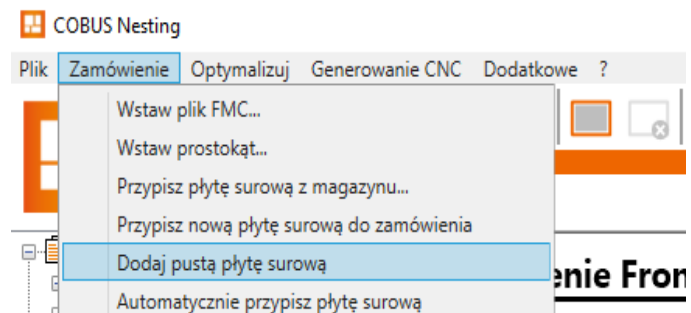 COBUS Nesting
Plik Zamówienie Optymalizuj Generowanie CNC Dodatkowe ?
Wstaw plik FMC...
Wstaw prostokąt...
Przypisz płytę surową z magazynu...
Przypisz nową płytę surową do zamówienia
Dodaj pustą płytę surową
enie Fron
Automatycznie przypisz płytę surową